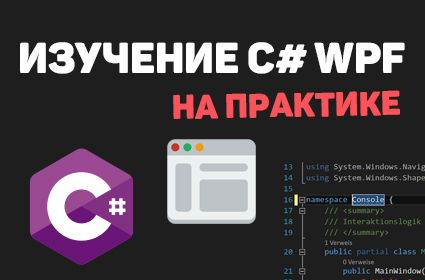 ИЗУЧЕНИЕ C# WPF
НА ПРАКТИКЕ
C#
13 using System.Windows.Navig
14 using System.Windows.Shape
15
16 namespace Console {
17 /// <summary>
18 /// Interaktionslogik
19 /// </summary>
1 Verweis
20 public partial class M
0 Verweise
21 public MainWindow(